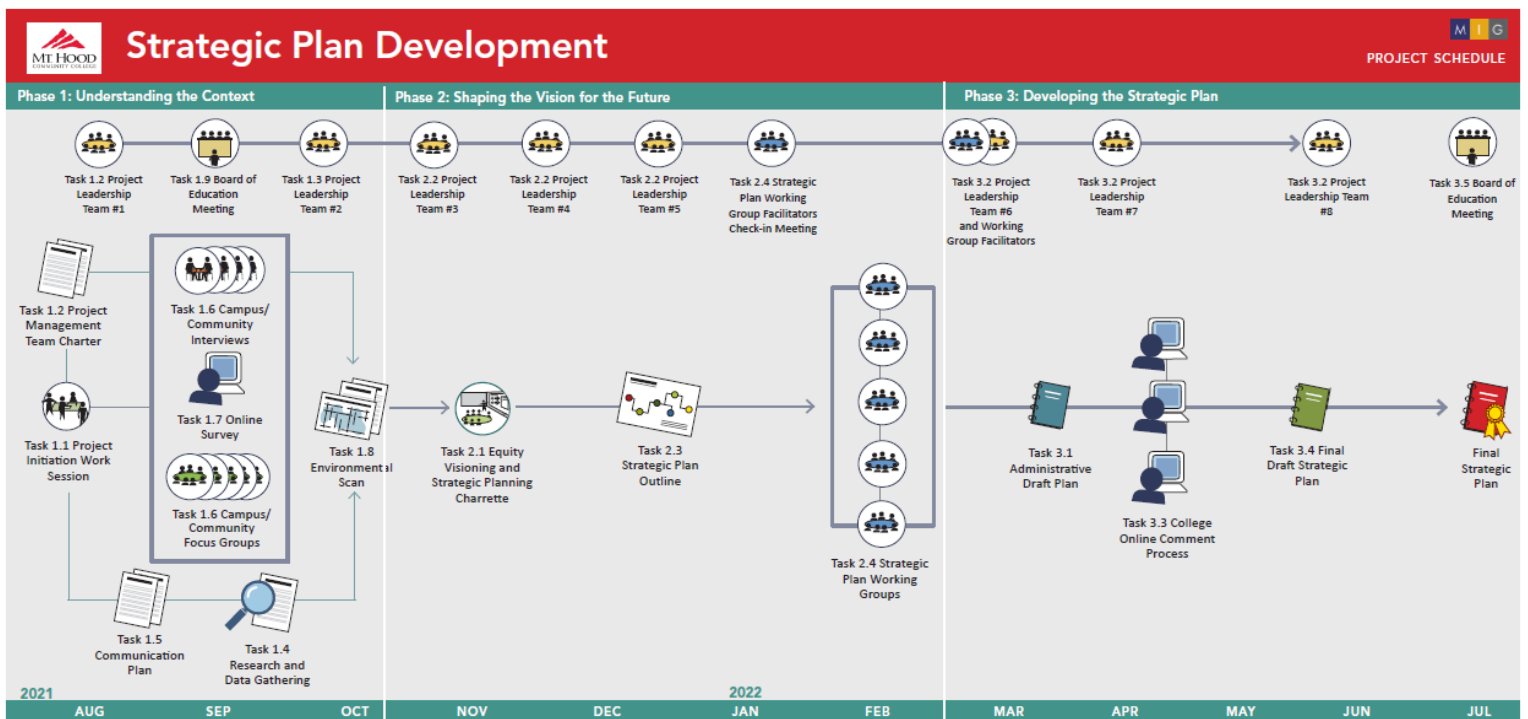 MT. HOOD
COMMUNITY COLLEGE
Strategic Plan Development
M I G
PROJECT SCHEDULE
Phase 1: Understanding the Context
Phase 2: Shaping the Vision for the Future
Phase 3: Developing the Strategic Plan
Task 1.2 Project
Leadership
Team #1
Task 1.9 Board of
Education
Meeting
Task 1.3 Project
Leadership
Team #2
Task 2.2 Project
Leadership
Team #3
Task 2.2 Project
Leadership
Team #4
Task 2.2 Project
Leadership
Team #5
Task 2.4 Strategic
Plan Working
Group Facilitators
Check-in Meeting
Task 3.2 Project
Leadership
Team #6
and Working
Group Facilitators
Task 3.2 Project
Leadership
Team #7
Task 3.2 Project
Leadership Team
#8
Task 3.5 Board of
Education
Meeting
Task 1.2 Project
Management
Team Charter
Task 1.6 Campus/
Community
Interviews
Task 1.7 Online
Survey
Task 1.6 Campus/
Community
Focus Groups
Task 1.1 Project
Initiation Work
Session
Task 1.8
Environmental
Scan
Task 2.1 Equity
Visioning and
Strategic Planning
Charrette
Task 2.3
Strategic Plan
Outline
Task 2.4 Strategic
Plan Working
Groups
Task 3.1
Administrative
Draft Plan
Task 3.3 College
Online Comment
Process
Task 3.4 Final
Draft Strategic
Plan
Final
Strategic
Plan
Task 1.5
Communication
Plan
Task 1.4
Research and
Data Gathering
2021
2022
AUG
SEP
OCT
NOV
DEC
JAN
FEB
MAR
APR
MAY
JUN
JUL